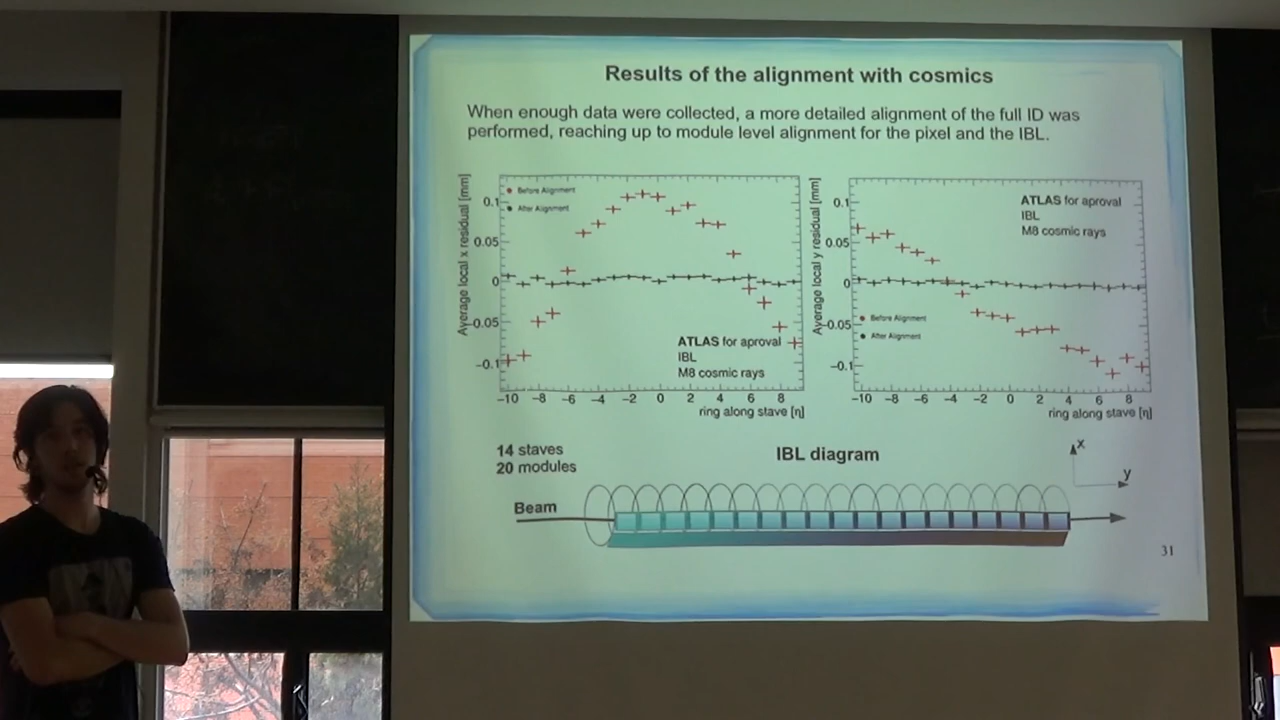 Results of the alignment with cosmics
When enough data were collected, a more detailed alignment of the full ID was
performed, reaching up to module level alignment for the pixel and the IBL.
Average local x residual [mm]
0.1
0.05
0
-0.05
-0.1
Before Alignment
After Alignment
ATLAS for aproval
IBL
M8 cosmic rays
-10 -8 -6 -4 -2 0 2 4 6 8
ring along stave [η]
Average local y residual [mm]
0.1
0.05
0
-0.05
-0.1
ATLAS for aproval
IBL
M8 cosmic rays
Before Alignment
After Alignment
-10 -8 -6 -4 -2 0 2 4 6 8
ring along stave [η]
14 staves
20 modules
IBL diagram
x
y
Beam
31